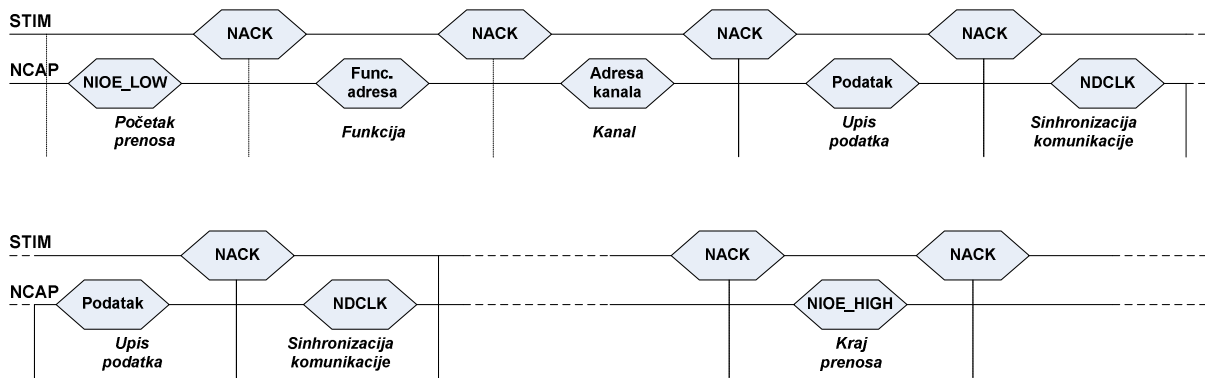 STIM
NACK
NACK
NACK
NACK
NCAP
NIOE_LOW
Func.
adresa
Adresa
kanala
Podatak
NDCLK
Početak
prenosa
Funkcija
Kanal
Upis
podatka
Sinhronizacija
komunikacije
STIM
NACK
NACK
NACK
NCAP
Podatak
NDCLK
NIOE_HIGH
Upis
podatka
Sinhronizacija
komunikacije
Kraj
prenosa